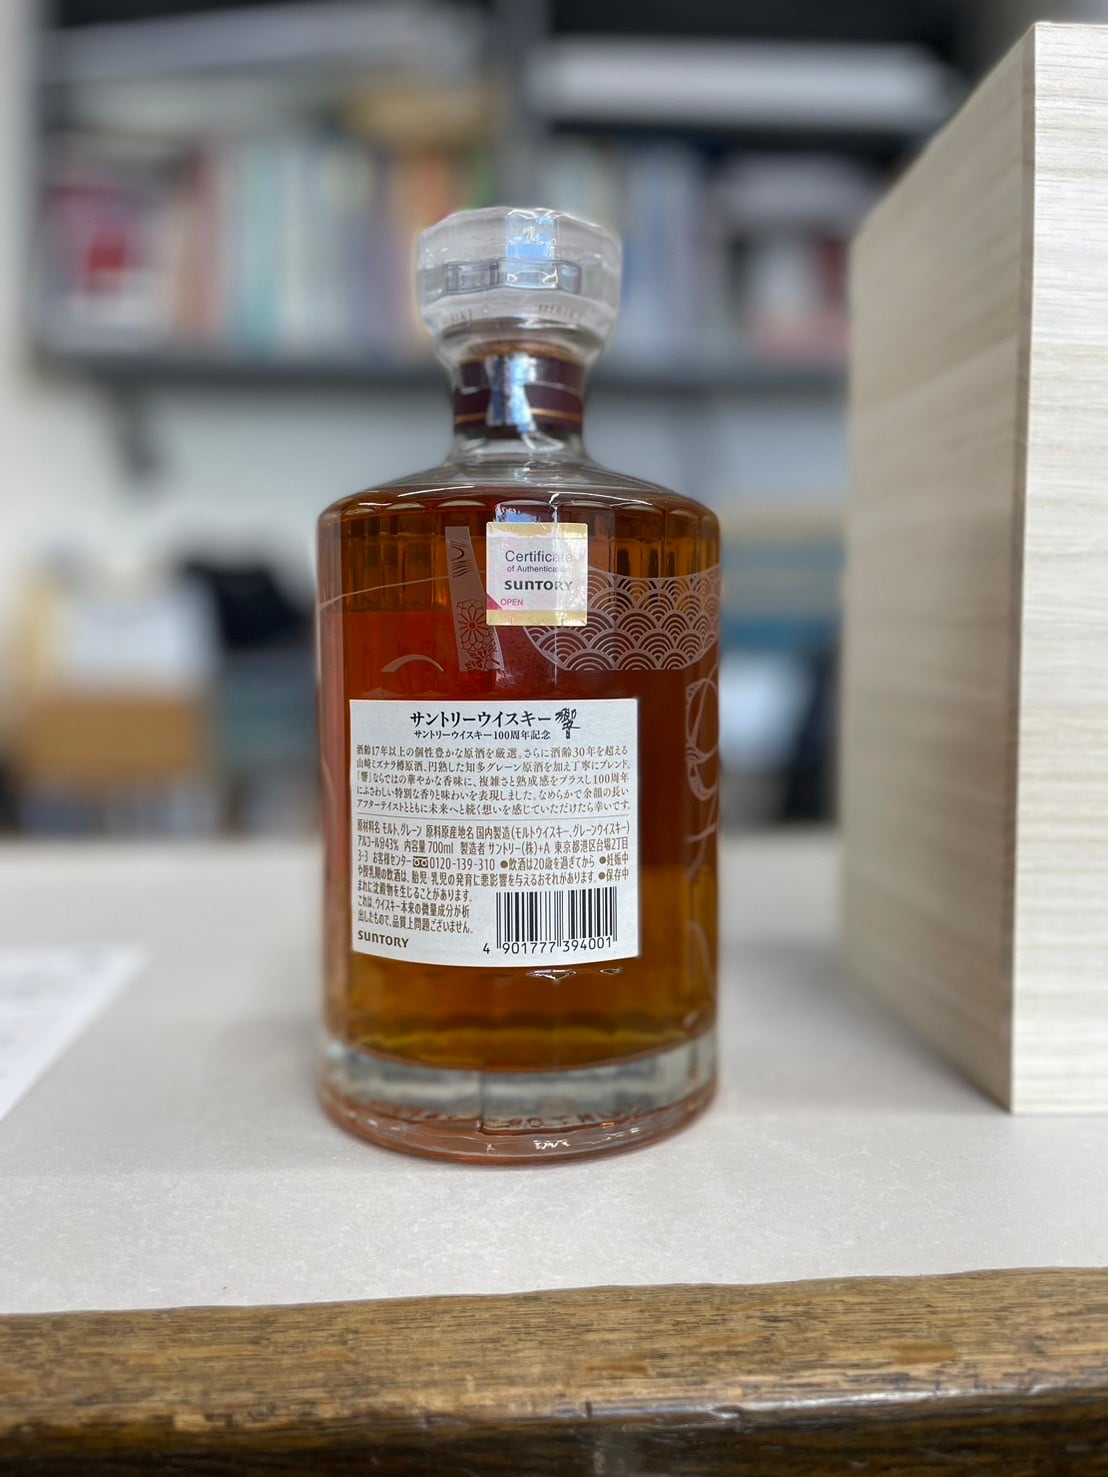 Certificate
of Authentication
SUNTORY
OPEN
サントリーウイスキー 響
サントリーウイスキー100周年記念
酒齢17年以上の個性豊かな原酒を厳選。さらに酒齢30年を超える
山崎ミズナラ樽原酒、円熟した知多グレーン原酒を加え丁寧にブレンド。
「響」ならではの華やかな香味に、複雑さと熟成感をプラスし100周年
にふさわしい特別な香りと味わいを表現しました。なめらかで余韻の長い
アフターテイストとともに未来へと続く想いを感じていただけたら幸いです。
原材料名 モルト、グレーン 原料原産地名 国内製造(モルトウイスキー、グレーンウイスキー)
アルコール分43% 内容量 700ml 製造者 サントリー(株)+A 東京都港区台場2丁目
3-3 お客様センター 0120-139-310 ●飲酒は20歳を過ぎてから ●妊娠中
や授乳期の飲酒は、胎児・乳児の発育に悪影響を与えるおそれがあります。●保存中
まれに沈殿物を生じることがあります。
これは、ウイスキー本来の微量成分が析
出したもので、品質上問題ございません。
SUNTORY
4 901777 394001